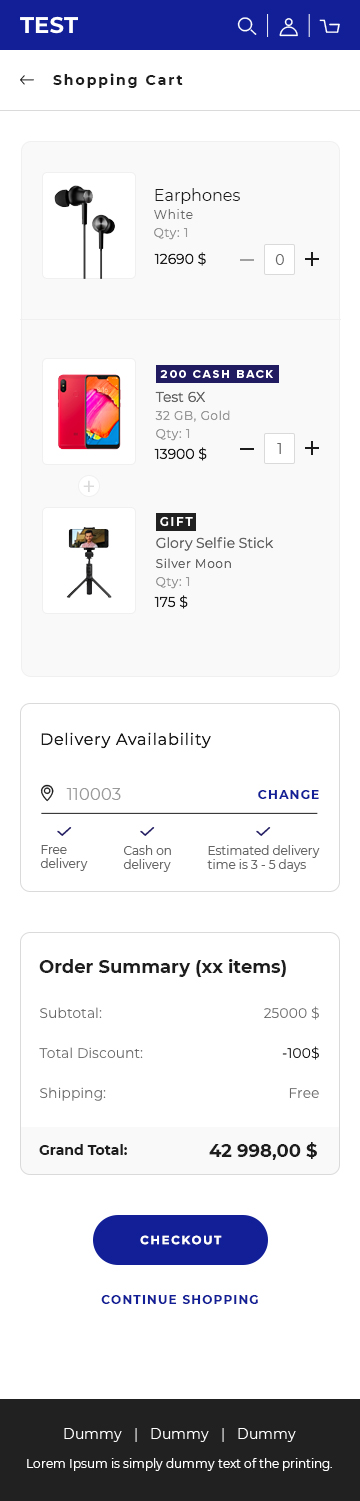 TEST
Shopping Cart
Earphones
White
Qty: 1
12690 $
0
200 CASH BACK
Test 6X
32 GB, Gold
Qty: 1
13900 $
1
GIFT
Glory Selfie Stick
Silver Moon
Qty: 1
175 $
Delivery Availability
110003
CHANGE
Free
delivery
Cash on
delivery
Estimated delivery
time is 3 - 5 days
Order Summary (xx items)
Subtotal: 25000 $
Total Discount: -100$
Shipping: Free
Grand Total: 42 998,00 $
CHECKOUT
CONTINUE SHOPPING
Dummy | Dummy | Dummy
Lorem Ipsum is simply dummy text of the printing.